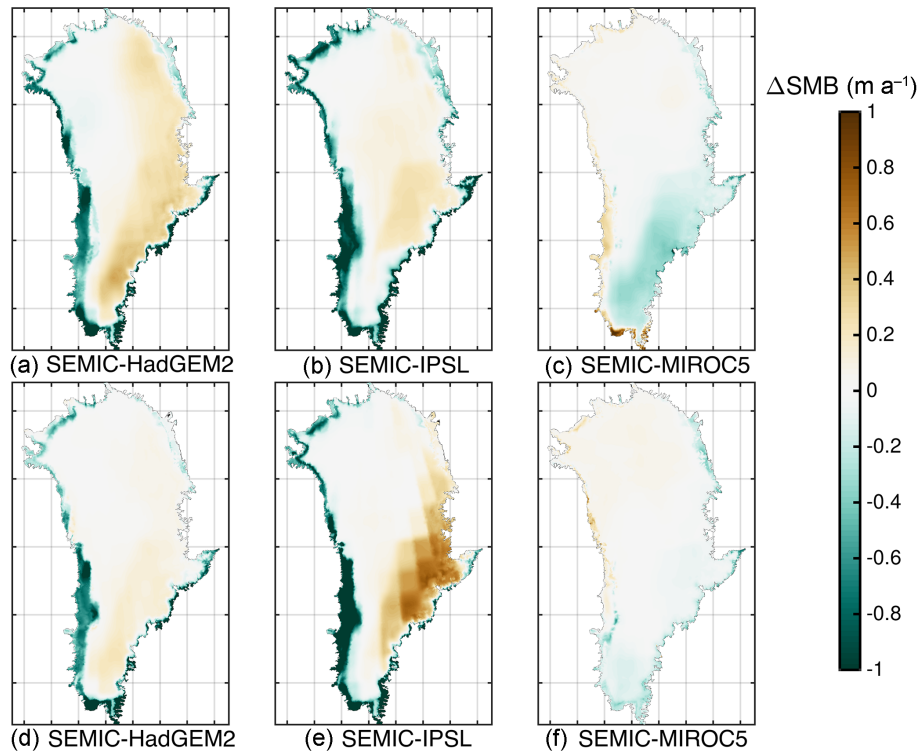 ΔSMB (m a⁻¹)
1
0.8
0.6
0.4
0.2
0
-0.2
-0.4
-0.6
-0.8
-1
(a) SEMIC-HadGEM2
(b) SEMIC-IPSL
(c) SEMIC-MIROC5
(d) SEMIC-HadGEM2
(e) SEMIC-IPSL
(f) SEMIC-MIROC5